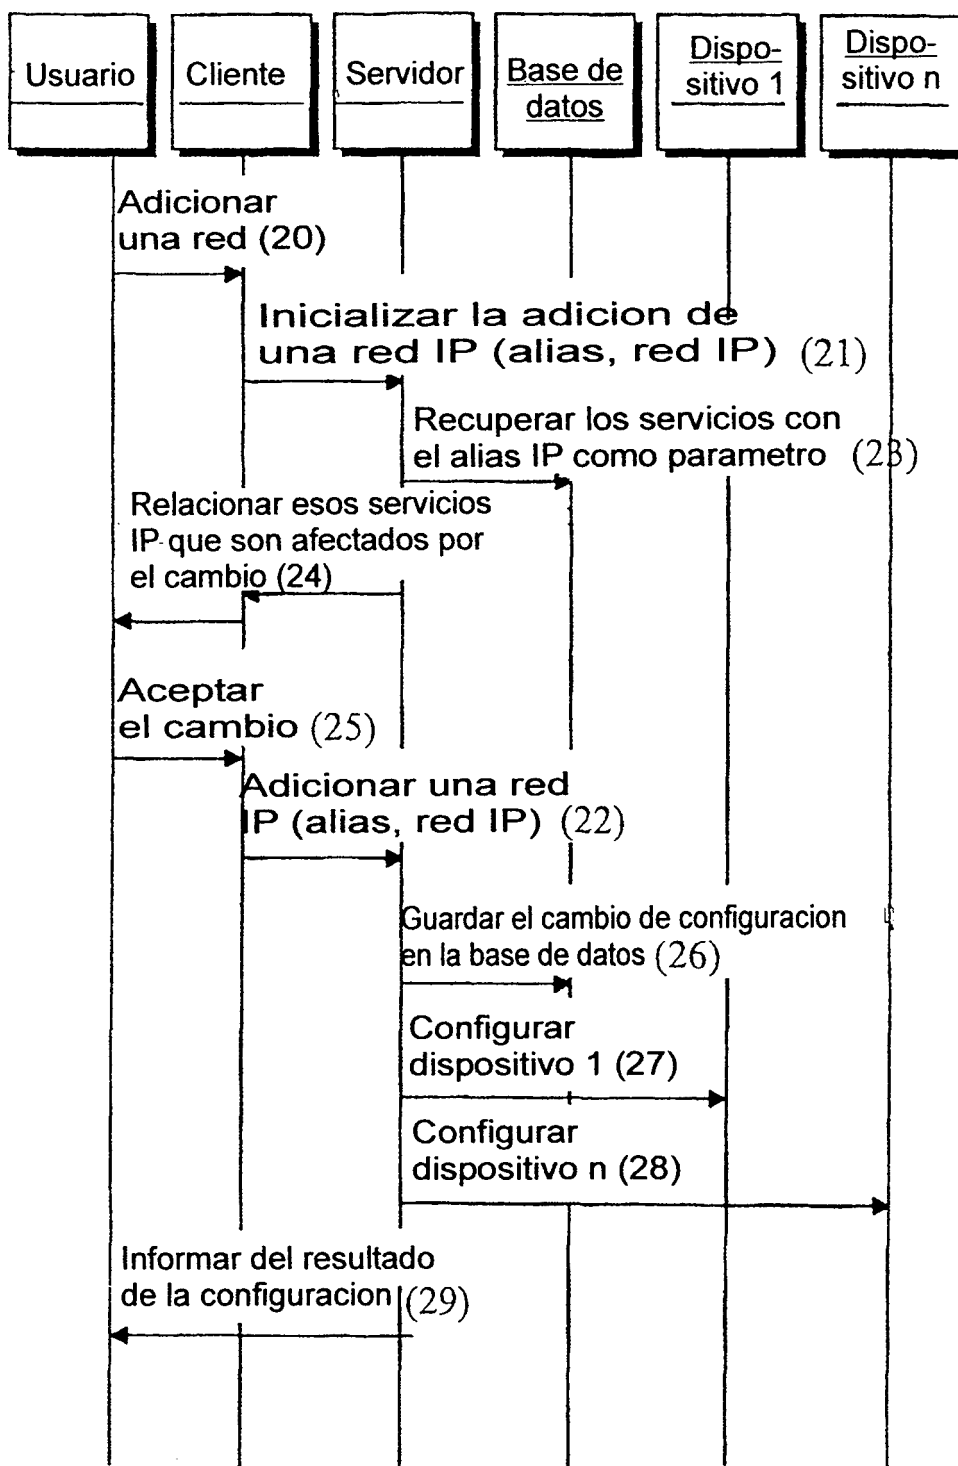 Usuario
Cliente
Servidor
Base de
datos
Dispo-
sitivo 1
Dispo-
sitivo n
Adicionar
una red (20)
Inicializar la adicion de
una red IP (alias, red IP) (21)
Recuperar los servicios con
el alias IP como parametro (23)
Relacionar esos servicios
IP que son afectados por
el cambio (24)
Aceptar
el cambio (25)
Adicionar una red
IP (alias, red IP) (22)
Guardar el cambio de configuracion
en la base de datos (26)
Configurar
dispositivo 1 (27)
Configurar
dispositivo n (28)
Informar del resultado
de la configuracion (29)